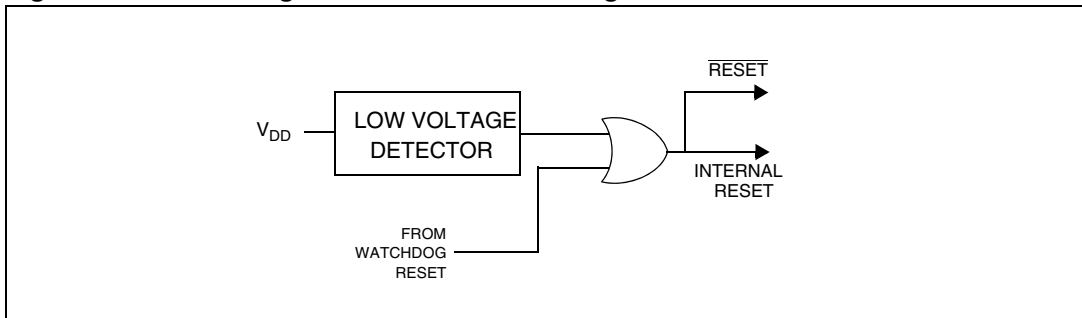 RESET
V_DD
LOW VOLTAGE
DETECTOR
INTERNAL
RESET
FROM
WATCHDOG
RESET